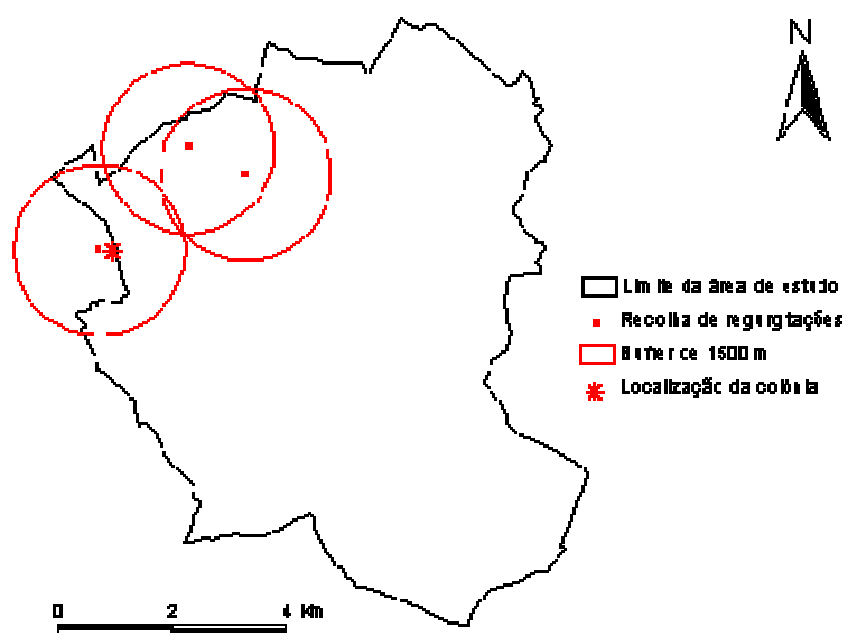 N
Limite da área de estudo
Recolha de regurgitações
Buffer de 1500 m
Localização da colónia
0 2 4 Km